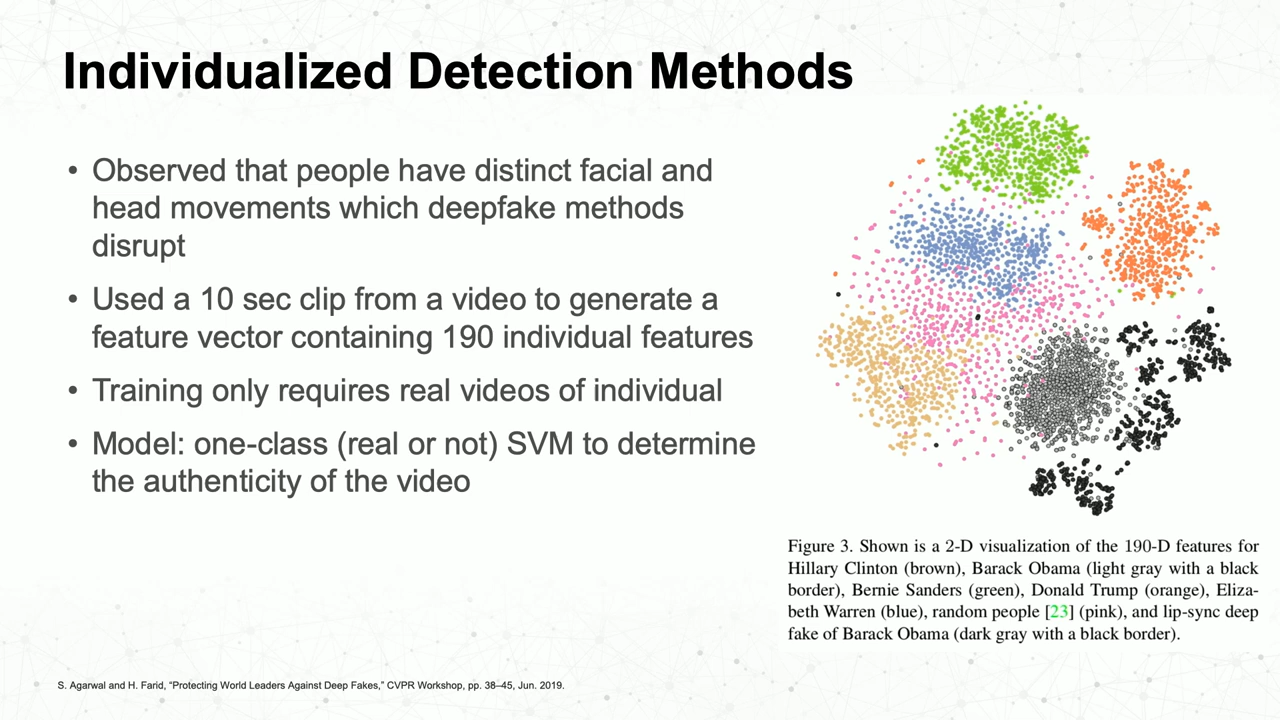 Individualized Detection Methods
• Observed that people have distinct facial and
head movements which deepfake methods
disrupt
• Used a 10 sec clip from a video to generate a
feature vector containing 190 individual features
• Training only requires real videos of individual
• Model: one-class (real or not) SVM to determine
the authenticity of the video
Figure 3. Shown is a 2-D visualization of the 190-D features for
Hillary Clinton (brown), Barack Obama (light gray with a black
border), Bernie Sanders (green), Donald Trump (orange), Eliza-
beth Warren (blue), random people [23] (pink), and lip-sync deep
fake of Barack Obama (dark gray with a black border).
S. Agarwal and H. Farid, “Protecting World Leaders Against Deep Fakes,” CVPR Workshop, pp. 38–45, Jun. 2019.